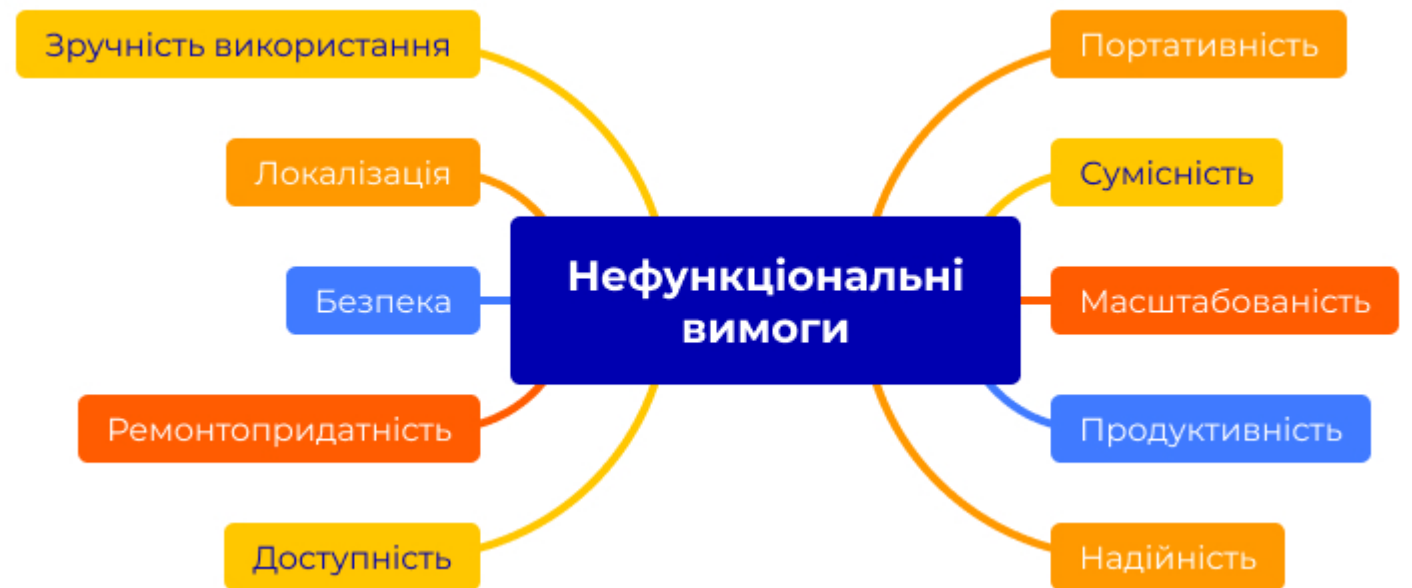 Зручність використання
Локалізація
Безпека
Ремонтопридатність
Доступність
Нефункціональні
вимоги
Портативність
Сумісність
Масштабованість
Продуктивність
Надійність